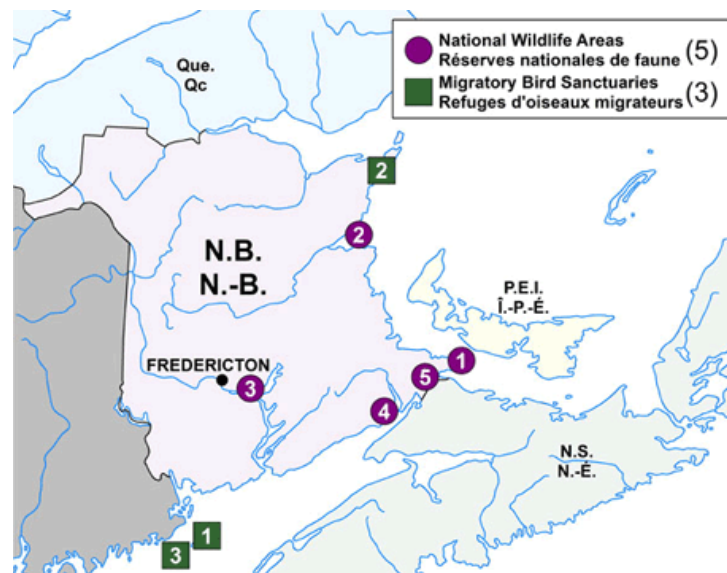 National Wildlife Areas
Réserves nationales de faune (5)
Migratory Bird Sanctuaries
Refuges d'oiseaux migrateurs (3)
Que.
Qc
2
2
N.B.
N.-B.
P.E.I.
Î.-P.-É.
FREDERICTON
1
5
3
4
N.S.
N.-É.
1
3